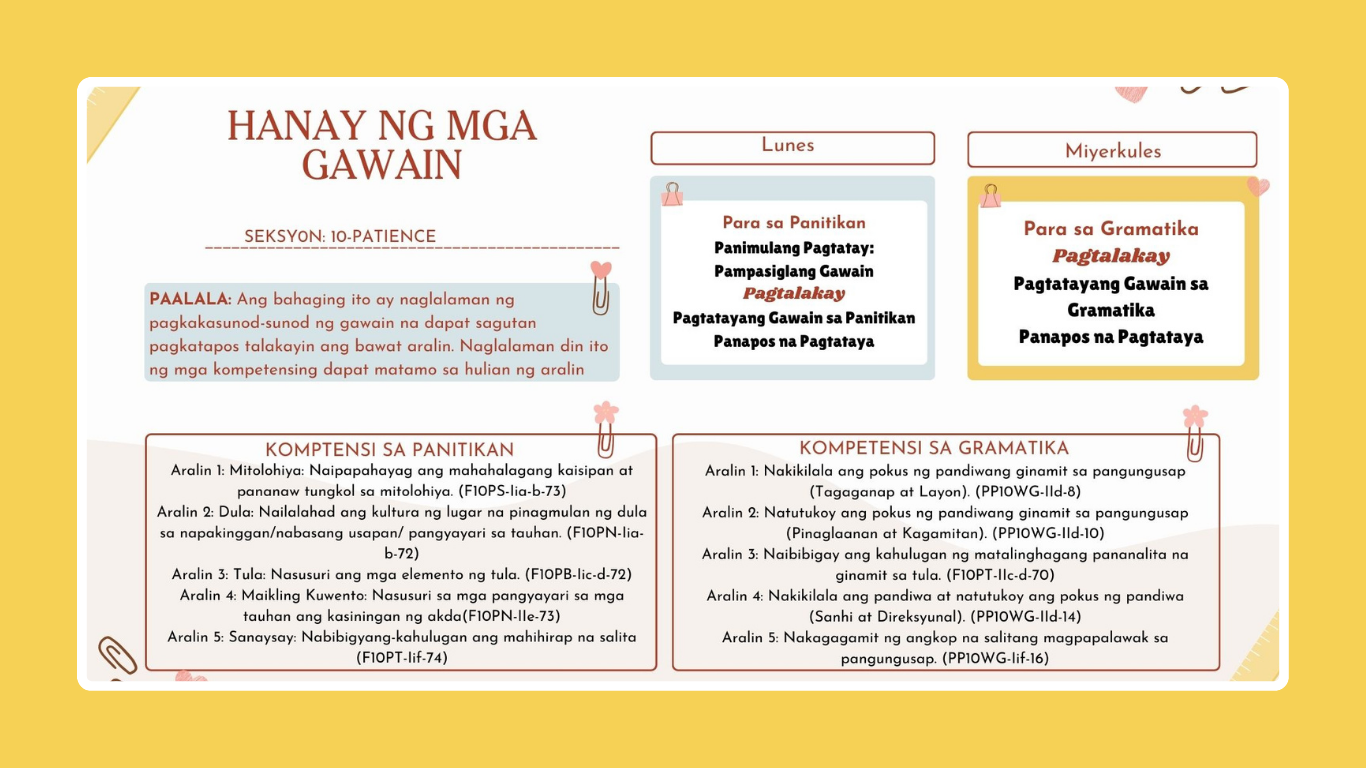 HANAY NG MGA
GAWAIN
SEKSY0N: 10-PATIENCE
PAALALA: Ang bahaging ito ay naglalaman ng
pagkakasunod-sunod ng gawain na dapat sagutan
pagkatapos talakayin ang bawat aralin. Naglalaman din ito
ng mga kompetensing dapat matamo sa hulian ng aralin
Lunes
Para sa Panitikan
Panimulang Pagtatay:
Pampasiglang Gawain
Pagtalakay
Pagtatayang Gawain sa Panitikan
Panapos na Pagtataya
Miyerkules
Para sa Gramatika
Pagtalakay
Pagtatayang Gawain sa
Gramatika
Panapos na Pagtataya
KOMPTENSI SA PANITIKAN
Aralin 1: Mitolohiya: Naipapahayag ang mahahalagang kaisipan at
pananaw tungkol sa mitolohiya. (F10PS-Iia-b-73)
Aralin 2: Dula: Nailalahad ang kultura ng lugar na pinagmulan ng dula
sa napakinggan/nabasang usapan/ pangyayari sa tauhan. (F10PN-Iia-
b-72)
Aralin 3: Tula: Nasusuri ang mga elemento ng tula. (F10PB-Iic-d-72)
Aralin 4: Maikling Kuwento: Nasusuri sa mga pangyayari sa mga
tauhan ang kasiningan ng akda(F10PN-IIe-73)
Aralin 5: Sanaysay: Nabibigyang-kahulugan ang mahihirap na salita
(F10PT-Iif-74)
KOMPETENSI SA GRAMATIKA
Aralin 1: Nakikilala ang pokus ng pandiwang ginamit sa pangungusap
(Tagaganap at Layon). (PP10WG-IId-8)
Aralin 2: Natutukoy ang pokus ng pandiwang ginamit sa pangungusap
(Pinaglaanan at Kagamitan). (PP10WG-IId-10)
Aralin 3: Naibibigay ang kahulugan ng matalinghagang pananalita na
ginamit sa tula. (F10PT-IIc-d-70)
Aralin 4: Nakikilala ang pandiwa at natutukoy ang pokus ng pandiwa
(Sanhi at Direksyunal). (PP10WG-IId-14)
Aralin 5: Nakagagamit ng angkop na salitang magpapalawak sa
pangungusap. (PP10WG-Iif-16)